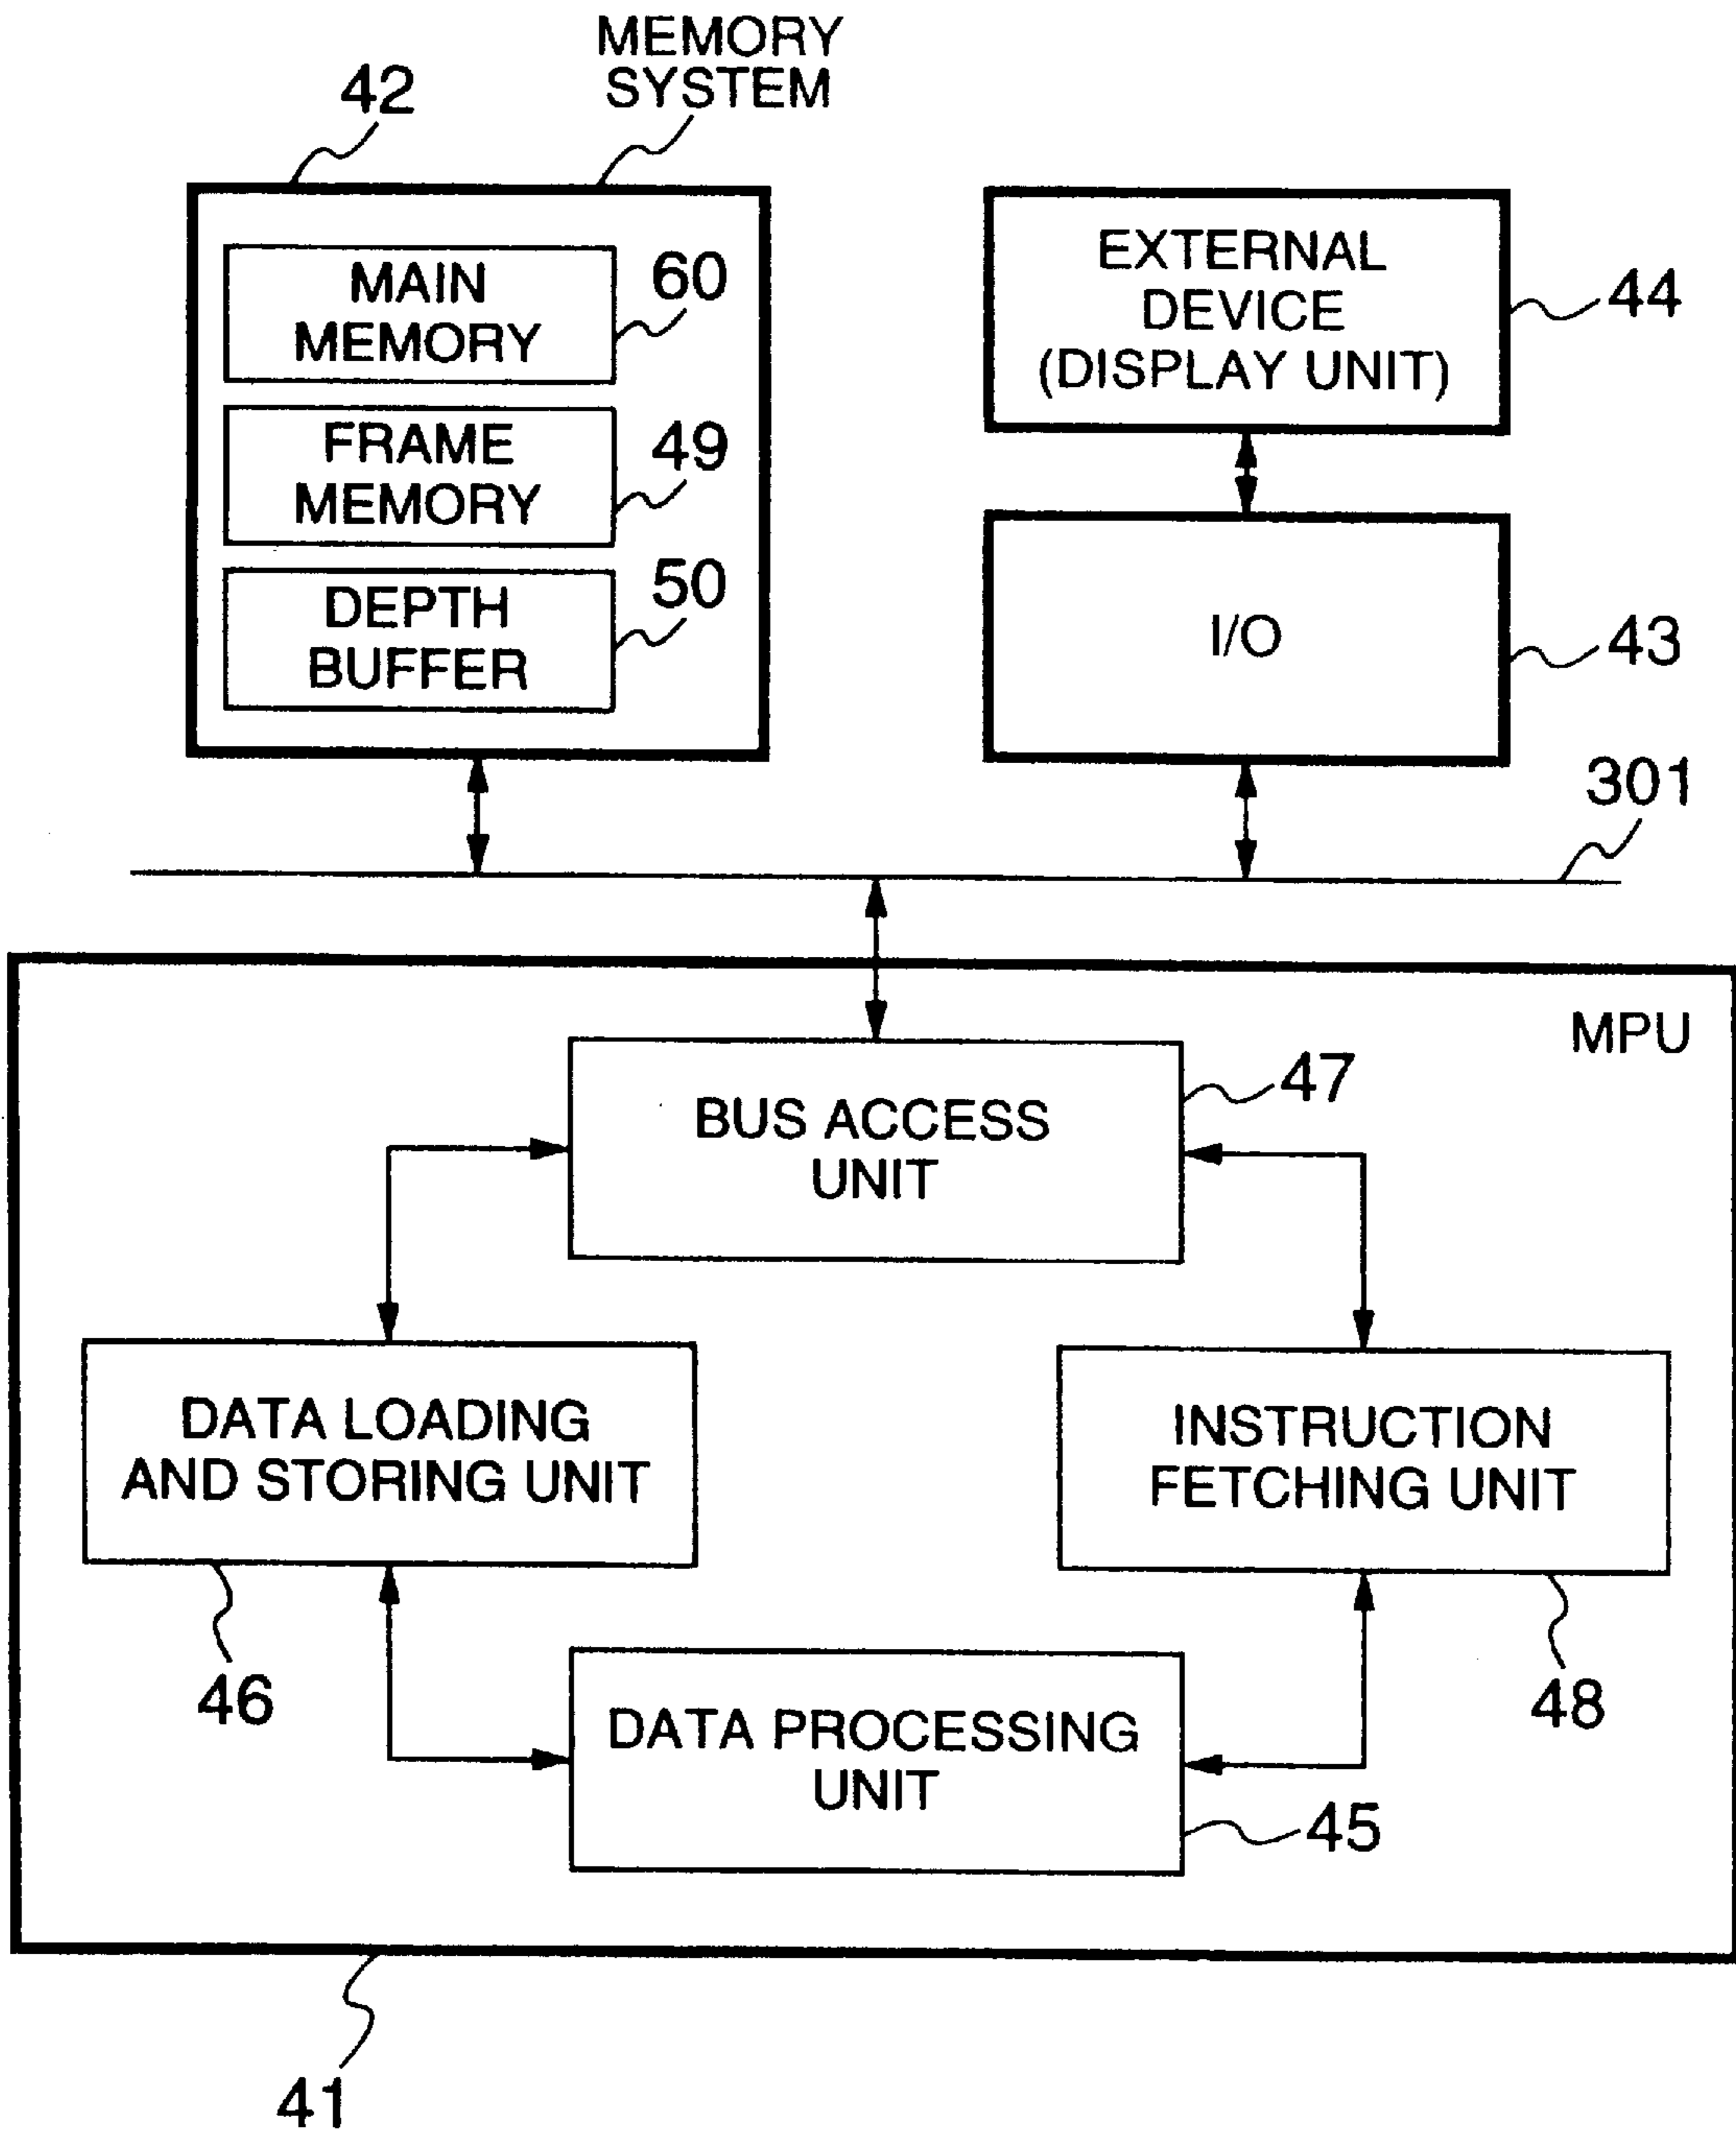 MEMORY
SYSTEM
42
MAIN
MEMORY
60
FRAME
MEMORY
49
DEPTH
BUFFER
50
EXTERNAL
DEVICE
(DISPLAY UNIT)
44
I/O
43
301
MPU
BUS ACCESS
UNIT
47
DATA LOADING
AND STORING UNIT
46
INSTRUCTION
FETCHING UNIT
48
DATA PROCESSING
UNIT
45
41